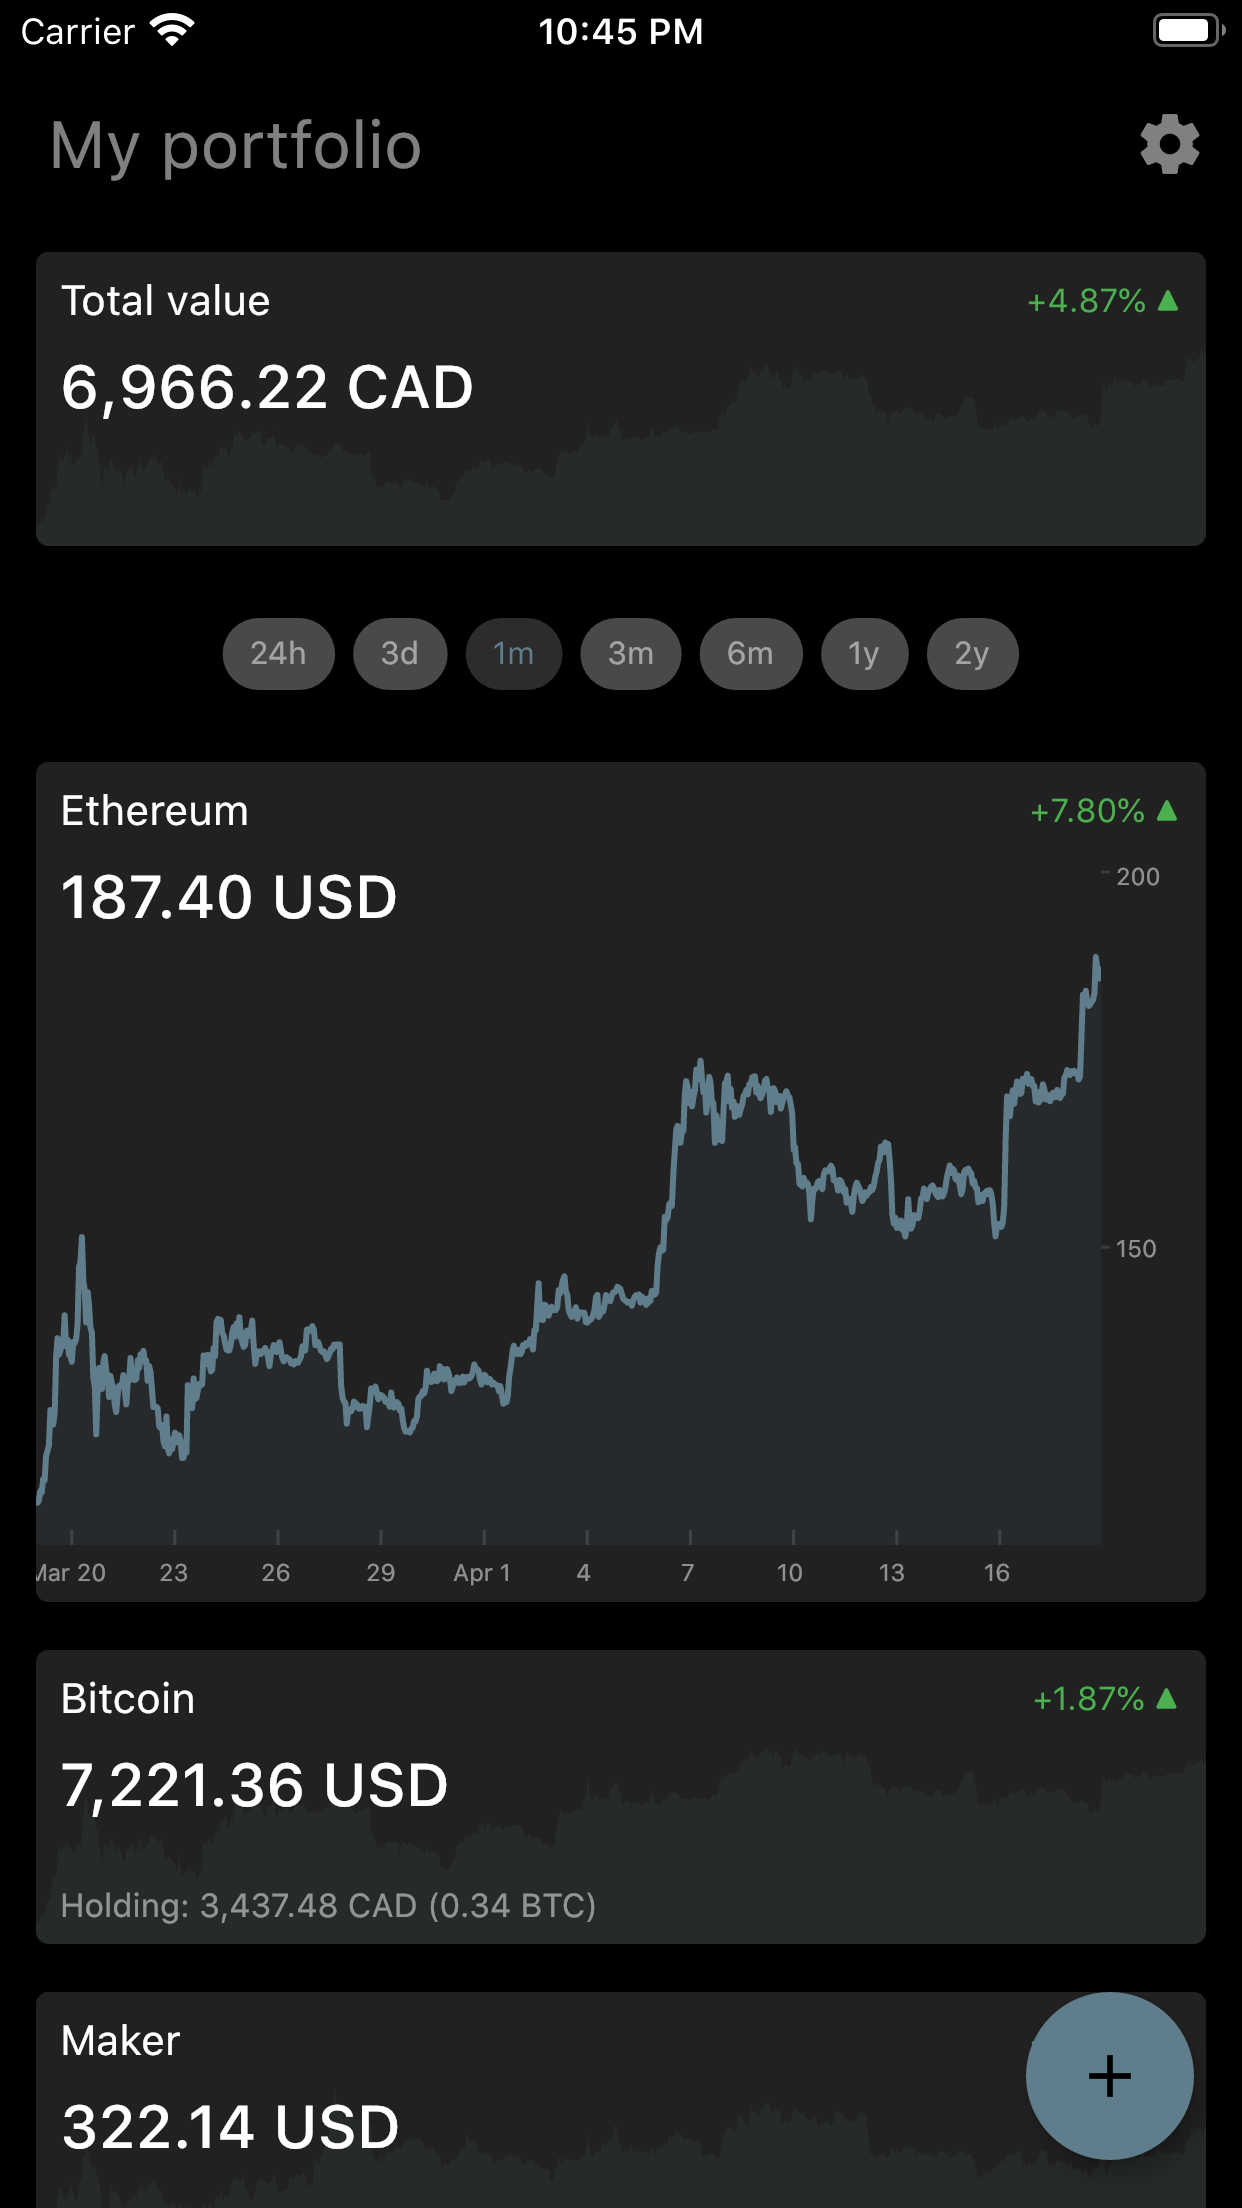 Carrier 10:45 PM
My portfolio
Total value +4.87%
6,966.22 CAD
24h 3d 1m 3m 6m 1y 2y
Ethereum +7.80%
187.40 USD
200
150
Mar 20 23 26 29 Apr 1 4 7 10 13 16
Bitcoin +1.87%
7,221.36 USD
Holding: 3,437.48 CAD (0.34 BTC)
Maker
322.14 USD